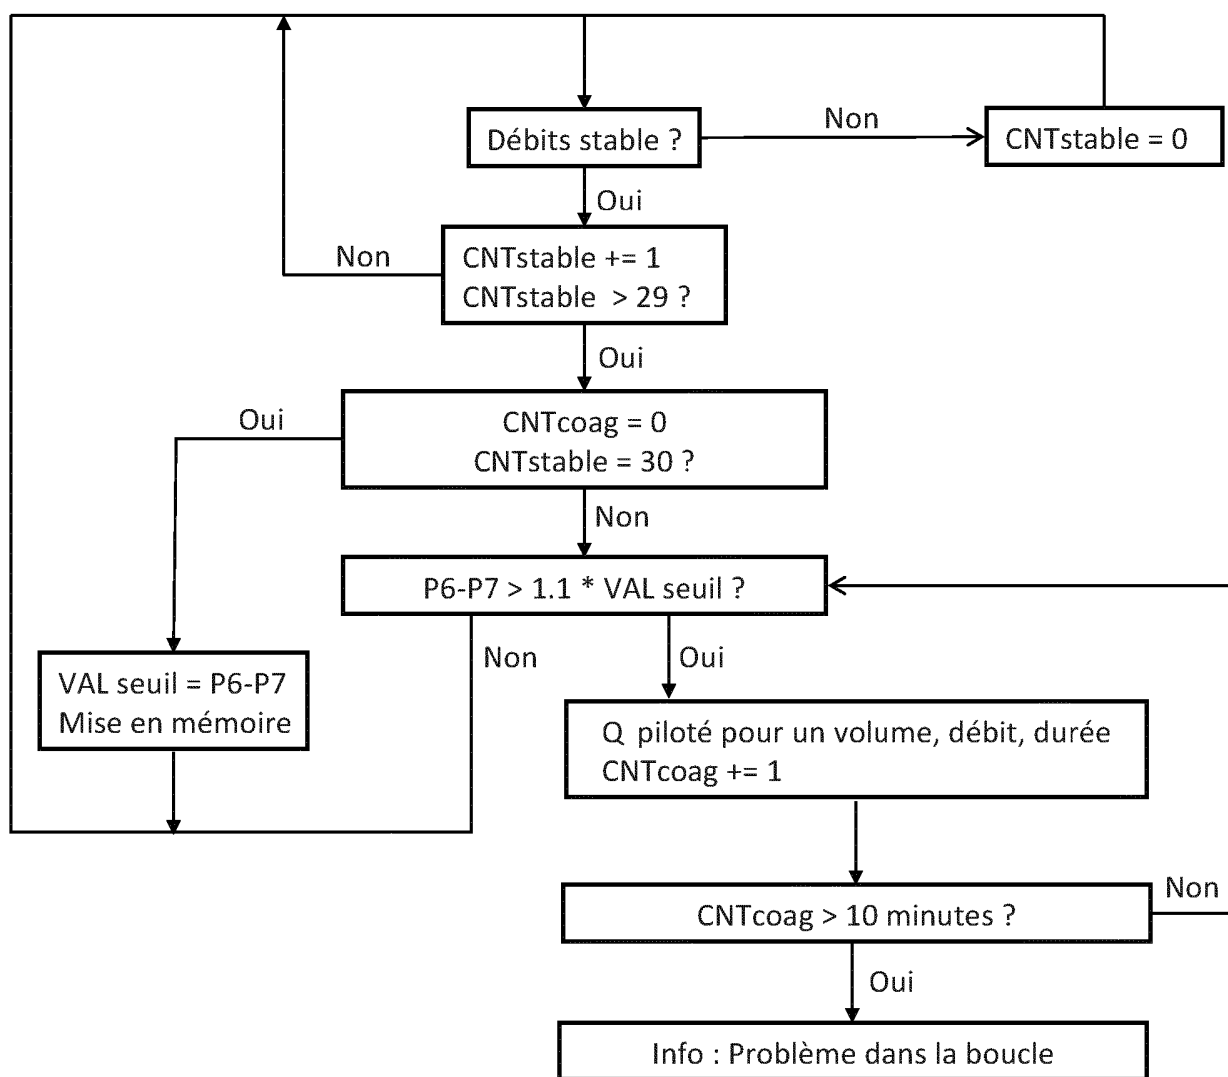 Débits stable ?
Non
CNTstable = 0
Oui
Non
CNTstable += 1
CNTstable > 29 ?
Oui
Oui
CNTcoag = 0
CNTstable = 30 ?
Non
P6-P7 > 1.1 * VAL seuil ?
Non
Oui
VAL seuil = P6-P7
Mise en mémoire
Q piloté pour un volume, débit, durée
CNTcoag += 1
CNTcoag > 10 minutes ?
Non
Oui
Info : Problème dans la boucle